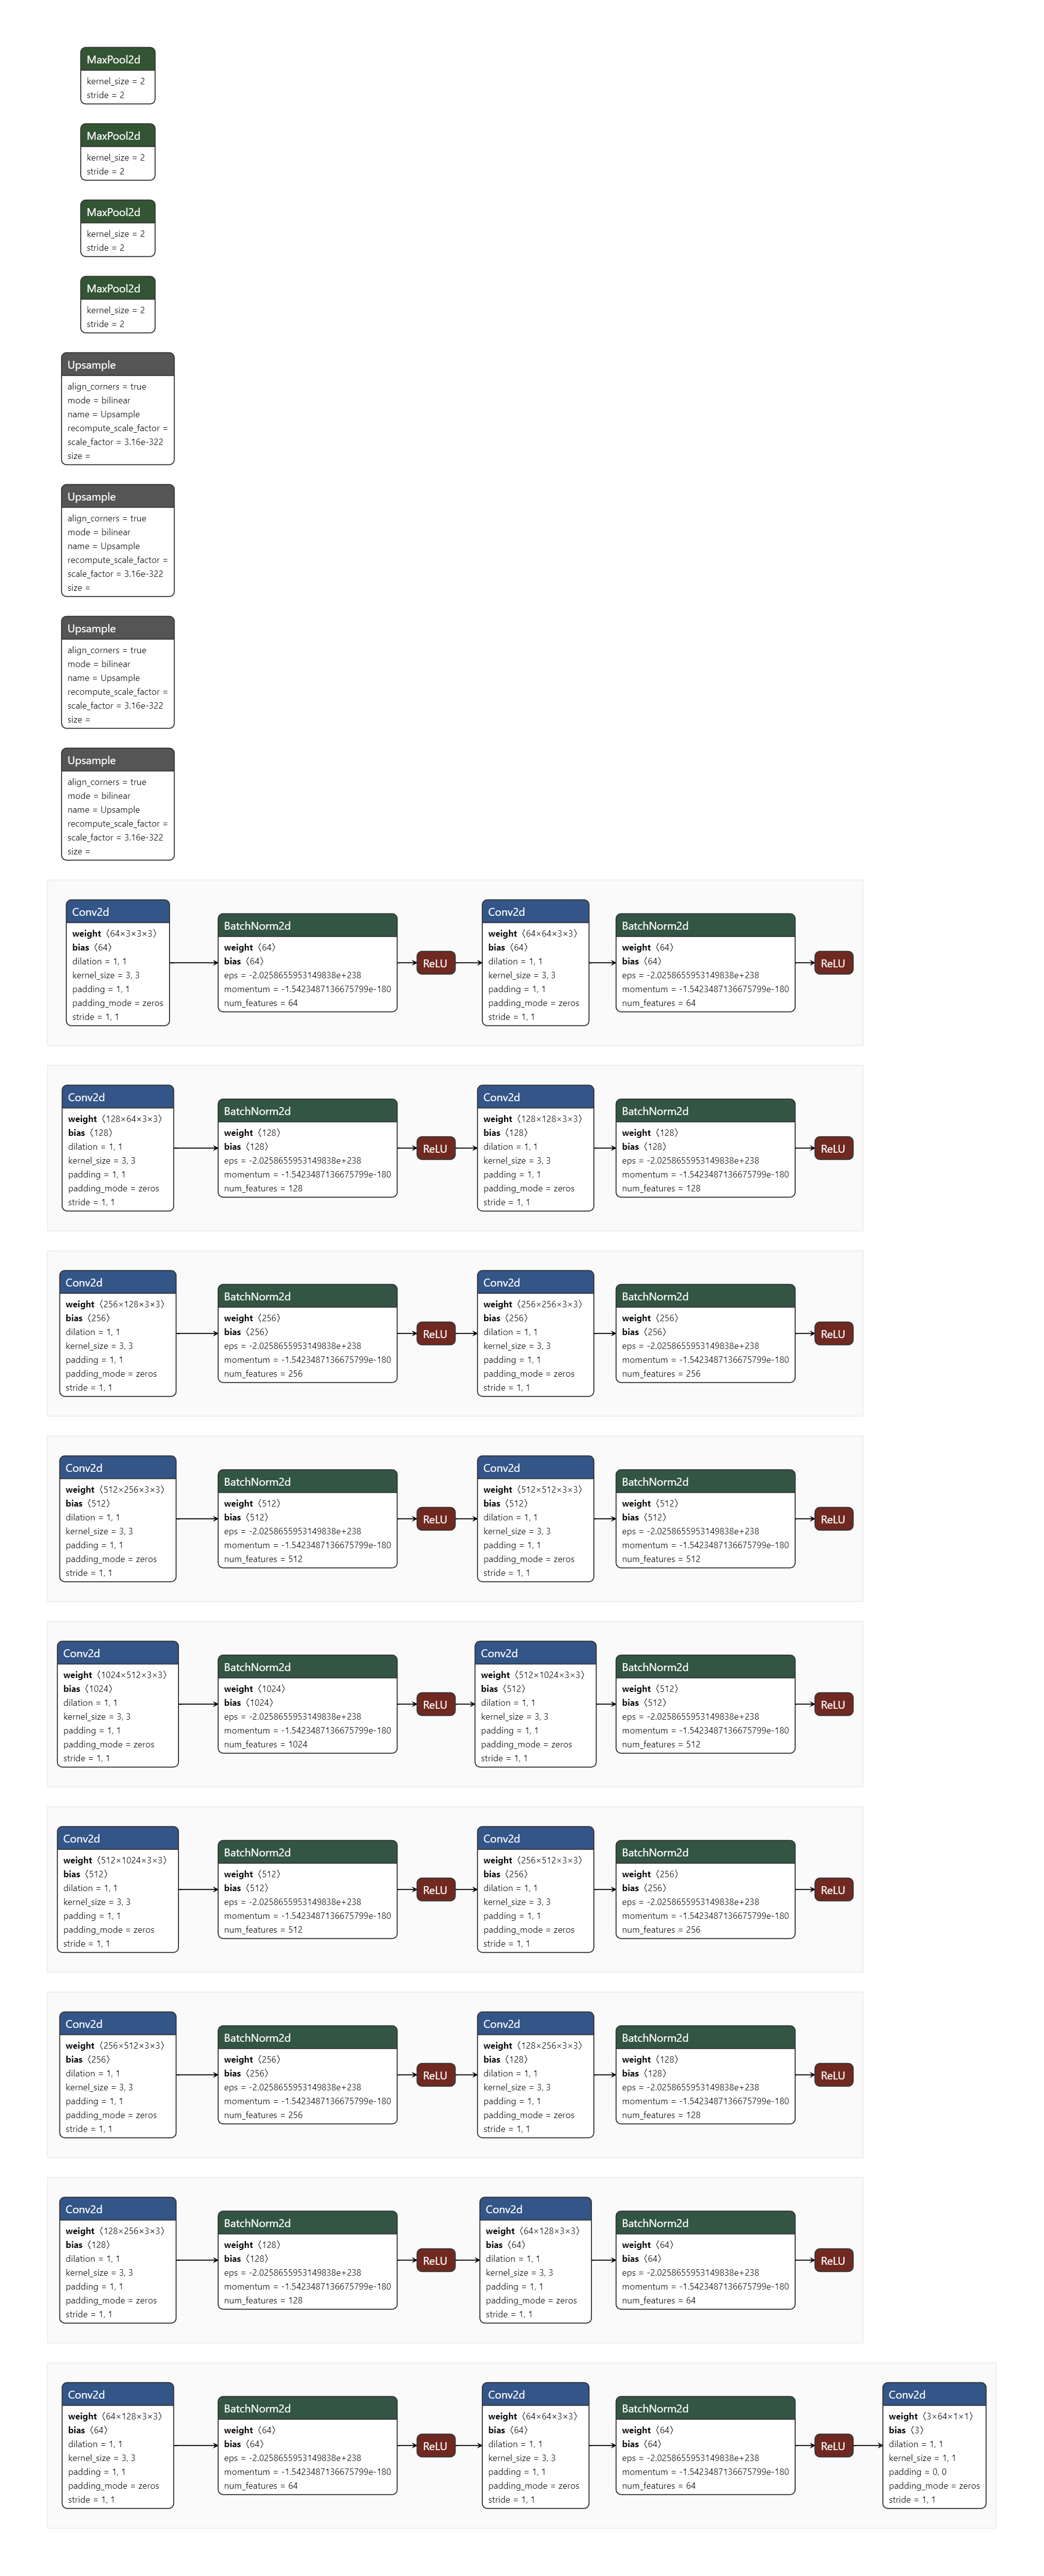 MaxPool2d
kernel_size = 2
stride = 2
MaxPool2d
kernel_size = 2
stride = 2
MaxPool2d
kernel_size = 2
stride = 2
MaxPool2d
kernel_size = 2
stride = 2
Upsample
align_corners = true
mode = bilinear
name = Upsample
recompute_scale_factor =
scale_factor = 3.16e-322
size =
Upsample
align_corners = true
mode = bilinear
name = Upsample
recompute_scale_factor =
scale_factor = 3.16e-322
size =
Upsample
align_corners = true
mode = bilinear
name = Upsample
recompute_scale_factor =
scale_factor = 3.16e-322
size =
Upsample
align_corners = true
mode = bilinear
name = Upsample
recompute_scale_factor =
scale_factor = 3.16e-322
size =
Conv2d
weight ⟨64×3×3×3⟩
bias ⟨64⟩
dilation = 1, 1
kernel_size = 3, 3
padding = 1, 1
padding_mode = zeros
stride = 1, 1
BatchNorm2d
weight ⟨64⟩
bias ⟨64⟩
eps = -2.0258655953149838e+238
momentum = -1.5423487136675799e-180
num_features = 64
ReLU
Conv2d
weight ⟨64×64×3×3⟩
bias ⟨64⟩
dilation = 1, 1
kernel_size = 3, 3
padding = 1, 1
padding_mode = zeros
stride = 1, 1
BatchNorm2d
weight ⟨64⟩
bias ⟨64⟩
eps = -2.0258655953149838e+238
momentum = -1.5423487136675799e-180
num_features = 64
ReLU
Conv2d
weight ⟨128×64×3×3⟩
bias ⟨128⟩
dilation = 1, 1
kernel_size = 3, 3
padding = 1, 1
padding_mode = zeros
stride = 1, 1
BatchNorm2d
weight ⟨128⟩
bias ⟨128⟩
eps = -2.0258655953149838e+238
momentum = -1.5423487136675799e-180
num_features = 128
ReLU
Conv2d
weight ⟨128×128×3×3⟩
bias ⟨128⟩
dilation = 1, 1
kernel_size = 3, 3
padding = 1, 1
padding_mode = zeros
stride = 1, 1
BatchNorm2d
weight ⟨128⟩
bias ⟨128⟩
eps = -2.0258655953149838e+238
momentum = -1.5423487136675799e-180
num_features = 128
ReLU
Conv2d
weight ⟨256×128×3×3⟩
bias ⟨256⟩
dilation = 1, 1
kernel_size = 3, 3
padding = 1, 1
padding_mode = zeros
stride = 1, 1
BatchNorm2d
weight ⟨256⟩
bias ⟨256⟩
eps = -2.0258655953149838e+238
momentum = -1.5423487136675799e-180
num_features = 256
ReLU
Conv2d
weight ⟨256×256×3×3⟩
bias ⟨256⟩
dilation = 1, 1
kernel_size = 3, 3
padding = 1, 1
padding_mode = zeros
stride = 1, 1
BatchNorm2d
weight ⟨256⟩
bias ⟨256⟩
eps = -2.0258655953149838e+238
momentum = -1.5423487136675799e-180
num_features = 256
ReLU
Conv2d
weight ⟨512×256×3×3⟩
bias ⟨512⟩
dilation = 1, 1
kernel_size = 3, 3
padding = 1, 1
padding_mode = zeros
stride = 1, 1
BatchNorm2d
weight ⟨512⟩
bias ⟨512⟩
eps = -2.0258655953149838e+238
momentum = -1.5423487136675799e-180
num_features = 512
ReLU
Conv2d
weight ⟨512×512×3×3⟩
bias ⟨512⟩
dilation = 1, 1
kernel_size = 3, 3
padding = 1, 1
padding_mode = zeros
stride = 1, 1
BatchNorm2d
weight ⟨512⟩
bias ⟨512⟩
eps = -2.0258655953149838e+238
momentum = -1.5423487136675799e-180
num_features = 512
ReLU
Conv2d
weight ⟨1024×512×3×3⟩
bias ⟨1024⟩
dilation = 1, 1
kernel_size = 3, 3
padding = 1, 1
padding_mode = zeros
stride = 1, 1
BatchNorm2d
weight ⟨1024⟩
bias ⟨1024⟩
eps = -2.0258655953149838e+238
momentum = -1.5423487136675799e-180
num_features = 1024
ReLU
Conv2d
weight ⟨512×1024×3×3⟩
bias ⟨512⟩
dilation = 1, 1
kernel_size = 3, 3
padding = 1, 1
padding_mode = zeros
stride = 1, 1
BatchNorm2d
weight ⟨512⟩
bias ⟨512⟩
eps = -2.0258655953149838e+238
momentum = -1.5423487136675799e-180
num_features = 512
ReLU
Conv2d
weight ⟨512×1024×3×3⟩
bias ⟨512⟩
dilation = 1, 1
kernel_size = 3, 3
padding = 1, 1
padding_mode = zeros
stride = 1, 1
BatchNorm2d
weight ⟨512⟩
bias ⟨512⟩
eps = -2.0258655953149838e+238
momentum = -1.5423487136675799e-180
num_features = 512
ReLU
Conv2d
weight ⟨256×512×3×3⟩
bias ⟨256⟩
dilation = 1, 1
kernel_size = 3, 3
padding = 1, 1
padding_mode = zeros
stride = 1, 1
BatchNorm2d
weight ⟨256⟩
bias ⟨256⟩
eps = -2.0258655953149838e+238
momentum = -1.5423487136675799e-180
num_features = 256
ReLU
Conv2d
weight ⟨256×512×3×3⟩
bias ⟨256⟩
dilation = 1, 1
kernel_size = 3, 3
padding = 1, 1
padding_mode = zeros
stride = 1, 1
BatchNorm2d
weight ⟨256⟩
bias ⟨256⟩
eps = -2.0258655953149838e+238
momentum = -1.5423487136675799e-180
num_features = 256
ReLU
Conv2d
weight ⟨128×256×3×3⟩
bias ⟨128⟩
dilation = 1, 1
kernel_size = 3, 3
padding = 1, 1
padding_mode = zeros
stride = 1, 1
BatchNorm2d
weight ⟨128⟩
bias ⟨128⟩
eps = -2.0258655953149838e+238
momentum = -1.5423487136675799e-180
num_features = 128
ReLU
Conv2d
weight ⟨128×256×3×3⟩
bias ⟨128⟩
dilation = 1, 1
kernel_size = 3, 3
padding = 1, 1
padding_mode = zeros
stride = 1, 1
BatchNorm2d
weight ⟨128⟩
bias ⟨128⟩
eps = -2.0258655953149838e+238
momentum = -1.5423487136675799e-180
num_features = 128
ReLU
Conv2d
weight ⟨64×128×3×3⟩
bias ⟨64⟩
dilation = 1, 1
kernel_size = 3, 3
padding = 1, 1
padding_mode = zeros
stride = 1, 1
BatchNorm2d
weight ⟨64⟩
bias ⟨64⟩
eps = -2.0258655953149838e+238
momentum = -1.5423487136675799e-180
num_features = 64
ReLU
Conv2d
weight ⟨64×128×3×3⟩
bias ⟨64⟩
dilation = 1, 1
kernel_size = 3, 3
padding = 1, 1
padding_mode = zeros
stride = 1, 1
BatchNorm2d
weight ⟨64⟩
bias ⟨64⟩
eps = -2.0258655953149838e+238
momentum = -1.5423487136675799e-180
num_features = 64
ReLU
Conv2d
weight ⟨64×64×3×3⟩
bias ⟨64⟩
dilation = 1, 1
kernel_size = 3, 3
padding = 1, 1
padding_mode = zeros
stride = 1, 1
BatchNorm2d
weight ⟨64⟩
bias ⟨64⟩
eps = -2.0258655953149838e+238
momentum = -1.5423487136675799e-180
num_features = 64
ReLU
Conv2d
weight ⟨3×64×1×1⟩
bias ⟨3⟩
dilation = 1, 1
kernel_size = 1, 1
padding = 0, 0
padding_mode = zeros
stride = 1, 1